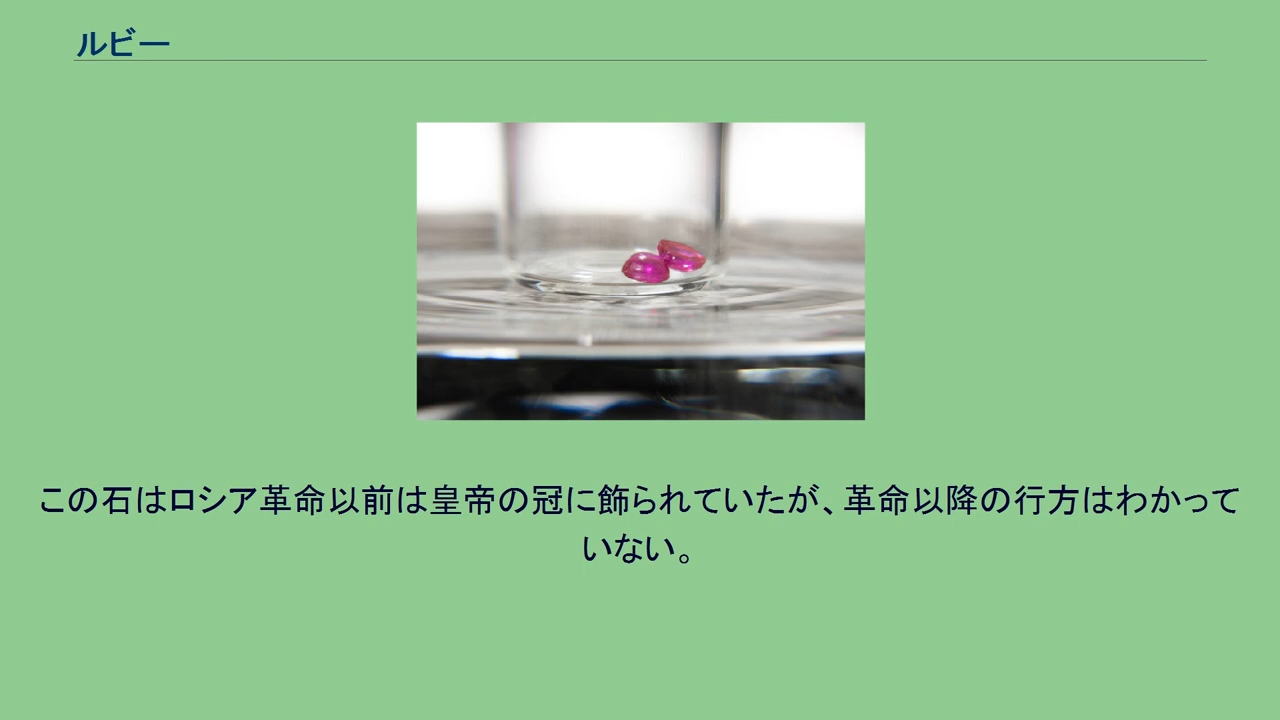 ルビー
この石はロシア革命以前は皇帝の冠に飾られていたが、革命以降の行方はわかって
いない。